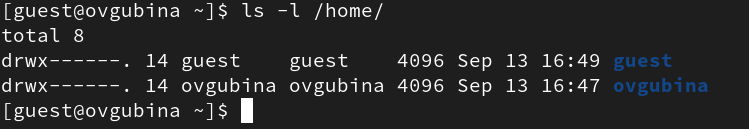 [guest@ovgubina ~]$ ls -l /home/
total 8
drwx------. 14 guest    guest    4096 Sep 13 16:49 guest
drwx------. 14 ovgubina ovgubina 4096 Sep 13 16:47 ovgubina
[guest@ovgubina ~]$